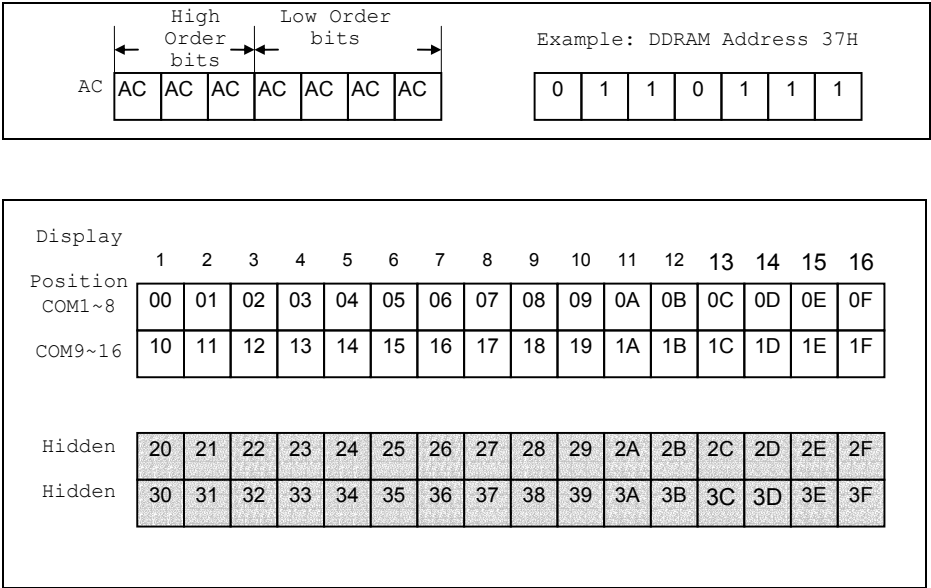 High Low Order
Order bits Example: DDRAM Address 37H
bits
AC AC AC AC AC AC AC AC 0 1 1 0 1 1 1
Display
1 2 3 4 5 6 7 8 9 10 11 12 13 14 15 16
Position
COM1~8 00 01 02 03 04 05 06 07 08 09 0A 0B 0C 0D 0E 0F
COM9~16 10 11 12 13 14 15 16 17 18 19 1A 1B 1C 1D 1E 1F
Hidden 20 21 22 23 24 25 26 27 28 29 2A 2B 2C 2D 2E 2F
Hidden 30 31 32 33 34 35 36 37 38 39 3A 3B 3C 3D 3E 3F